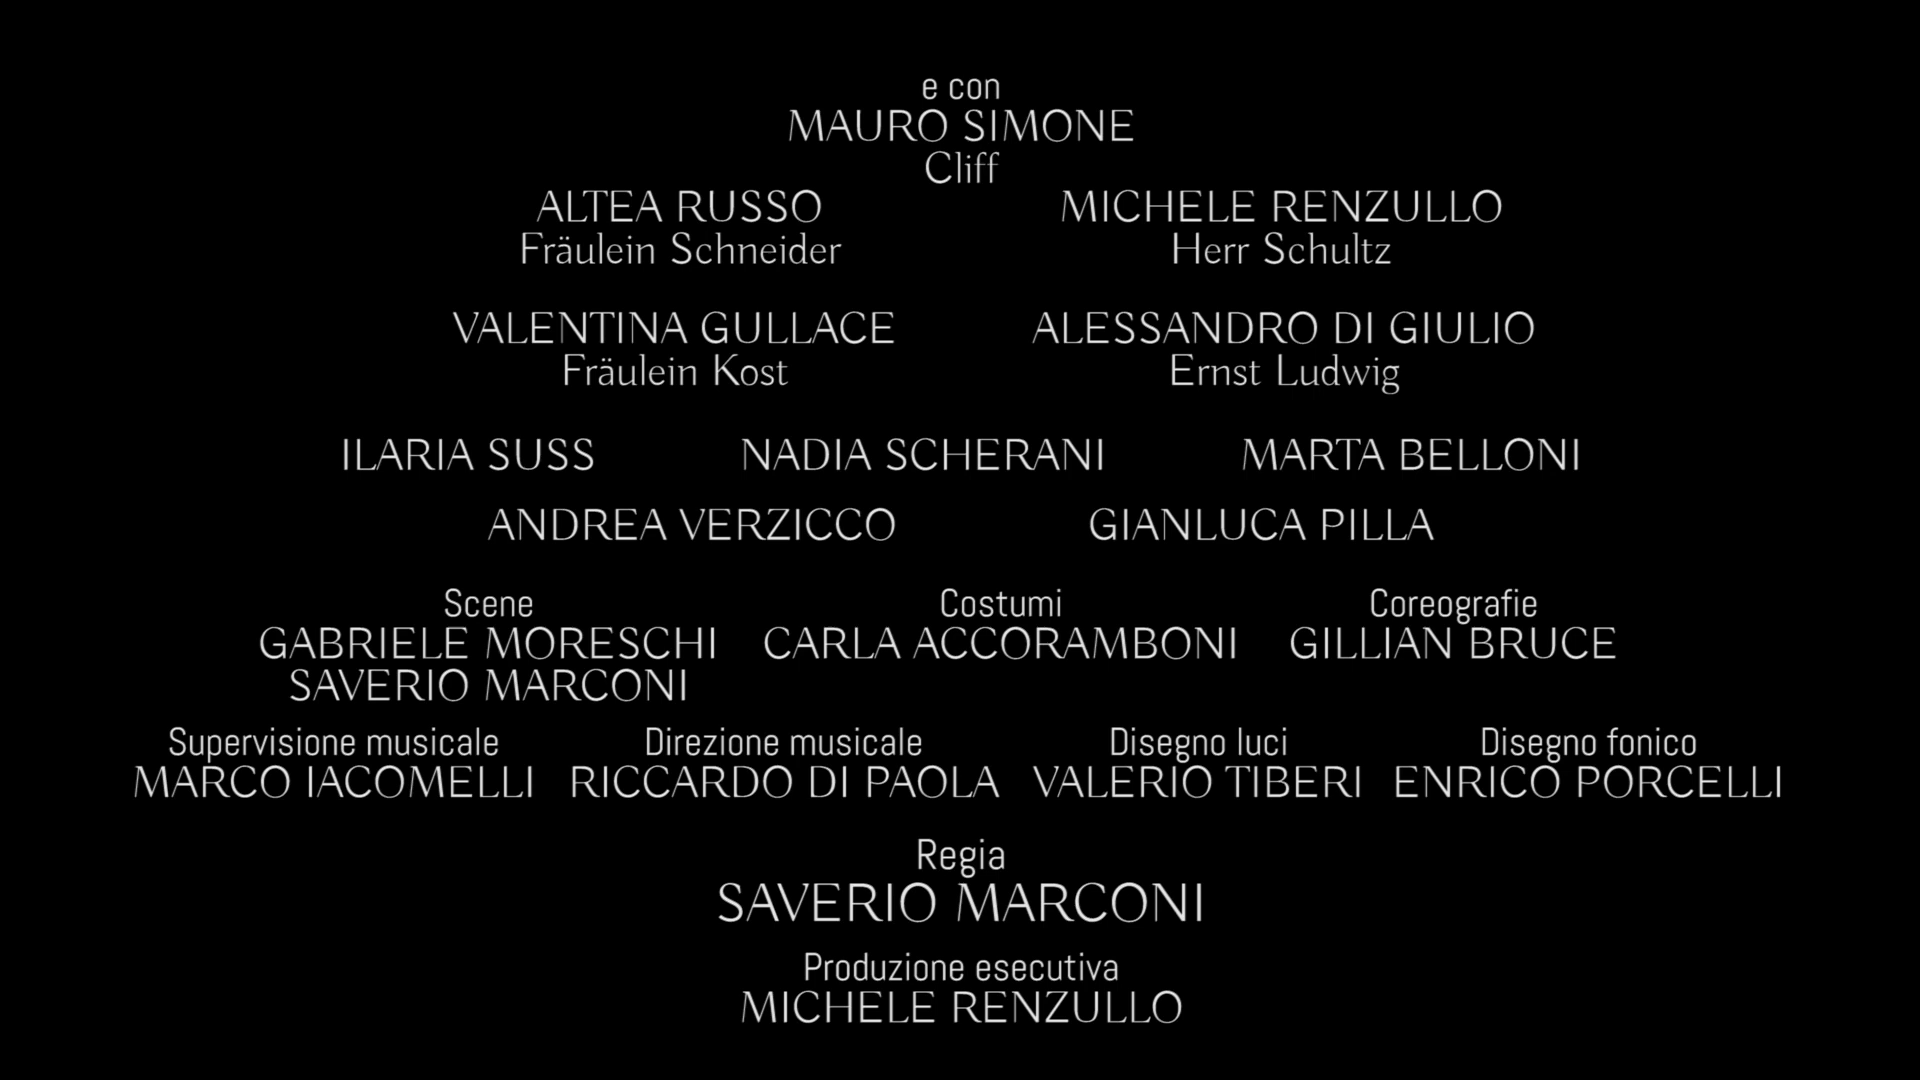 e con
MAURO SIMONE
Cliff
ALTEA RUSSO MICHELE RENZULLO
Fräulein Schneider Herr Schultz
VALENTINA GULLACE ALESSANDRO DI GIULIO
Fräulein Kost Ernst Ludwig
ILARIA SUSS NADIA SCHERANI MARTA BELLONI
ANDREA VERZICCO GIANLUCA PILLA
Scene Costumi Coreografie
GABRIELE MORESCHI CARLA ACCORAMBONI GILLIAN BRUCE
SAVERIO MARCONI
Supervisione musicale Direzione musicale Disegno luci Disegno fonico
MARCO IACOMELLI RICCARDO DI PAOLA VALERIO TIBERI ENRICO PORCELLI
Regia
SAVERIO MARCONI
Produzione esecutiva
MICHELE RENZULLO